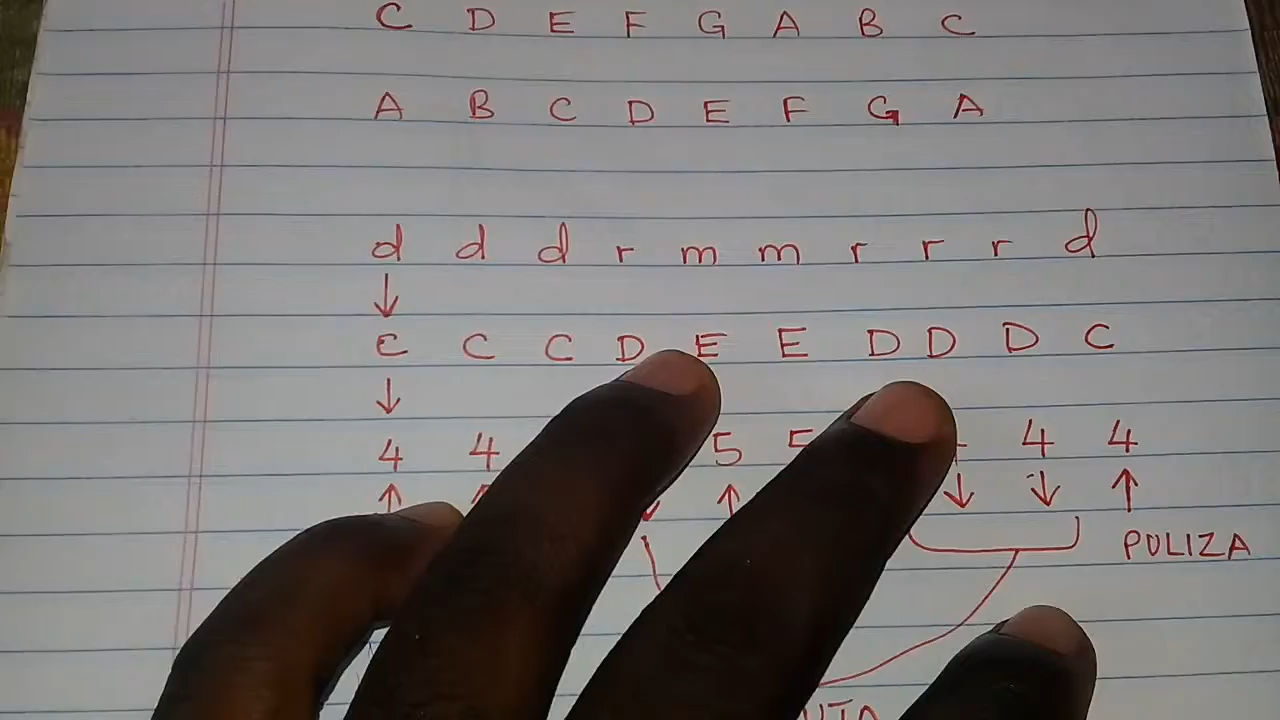 C D E F G A B C
A B C D E F G A
d d d r m m r r r d
↓
C C C D E E D D D C
↓
4 4 5 4 4
↑ ↑ ↓ ↑ ↓ ↓ ↑
PULIZA